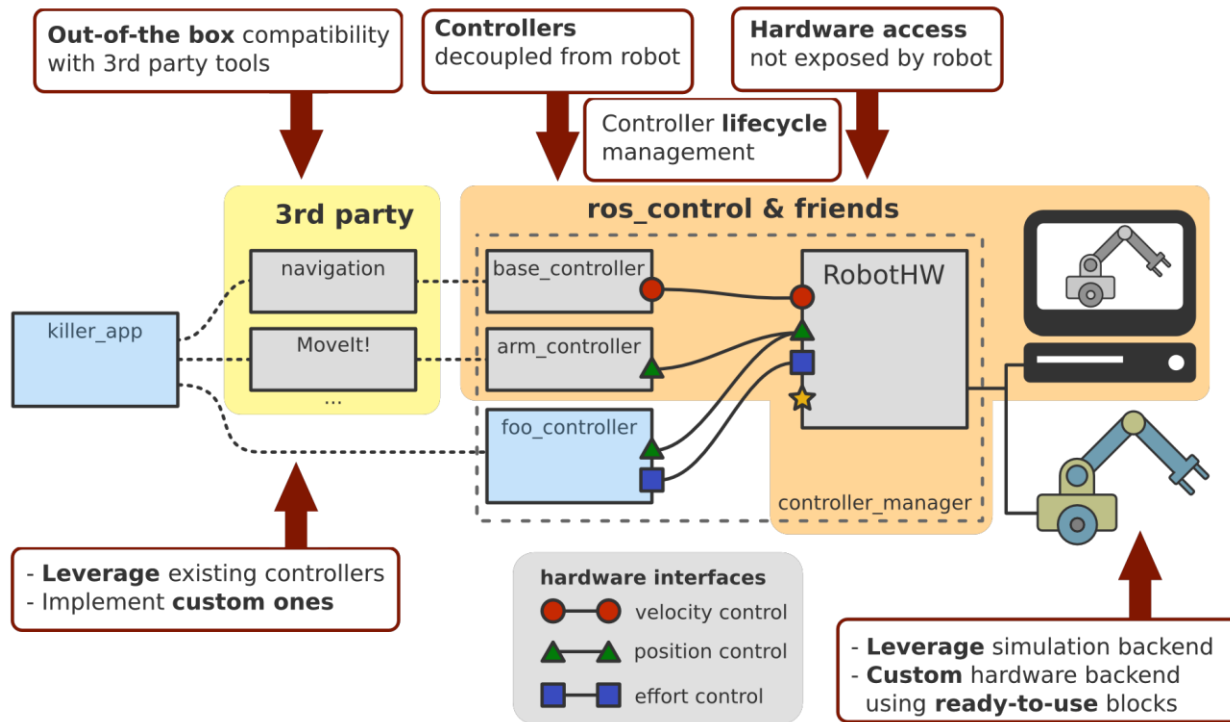 Out-of-the box compatibility
with 3rd party tools
Controllers
decoupled from robot
Hardware access
not exposed by robot
Controller lifecycle
management
3rd party
ros_control & friends
navigation
base_controller
RobotHW
killer_app
MoveIt!
arm_controller
...
foo_controller
controller_manager
- Leverage existing controllers
- Implement custom ones
hardware interfaces
velocity control
position control
effort control
- Leverage simulation backend
- Custom hardware backend
using ready-to-use blocks